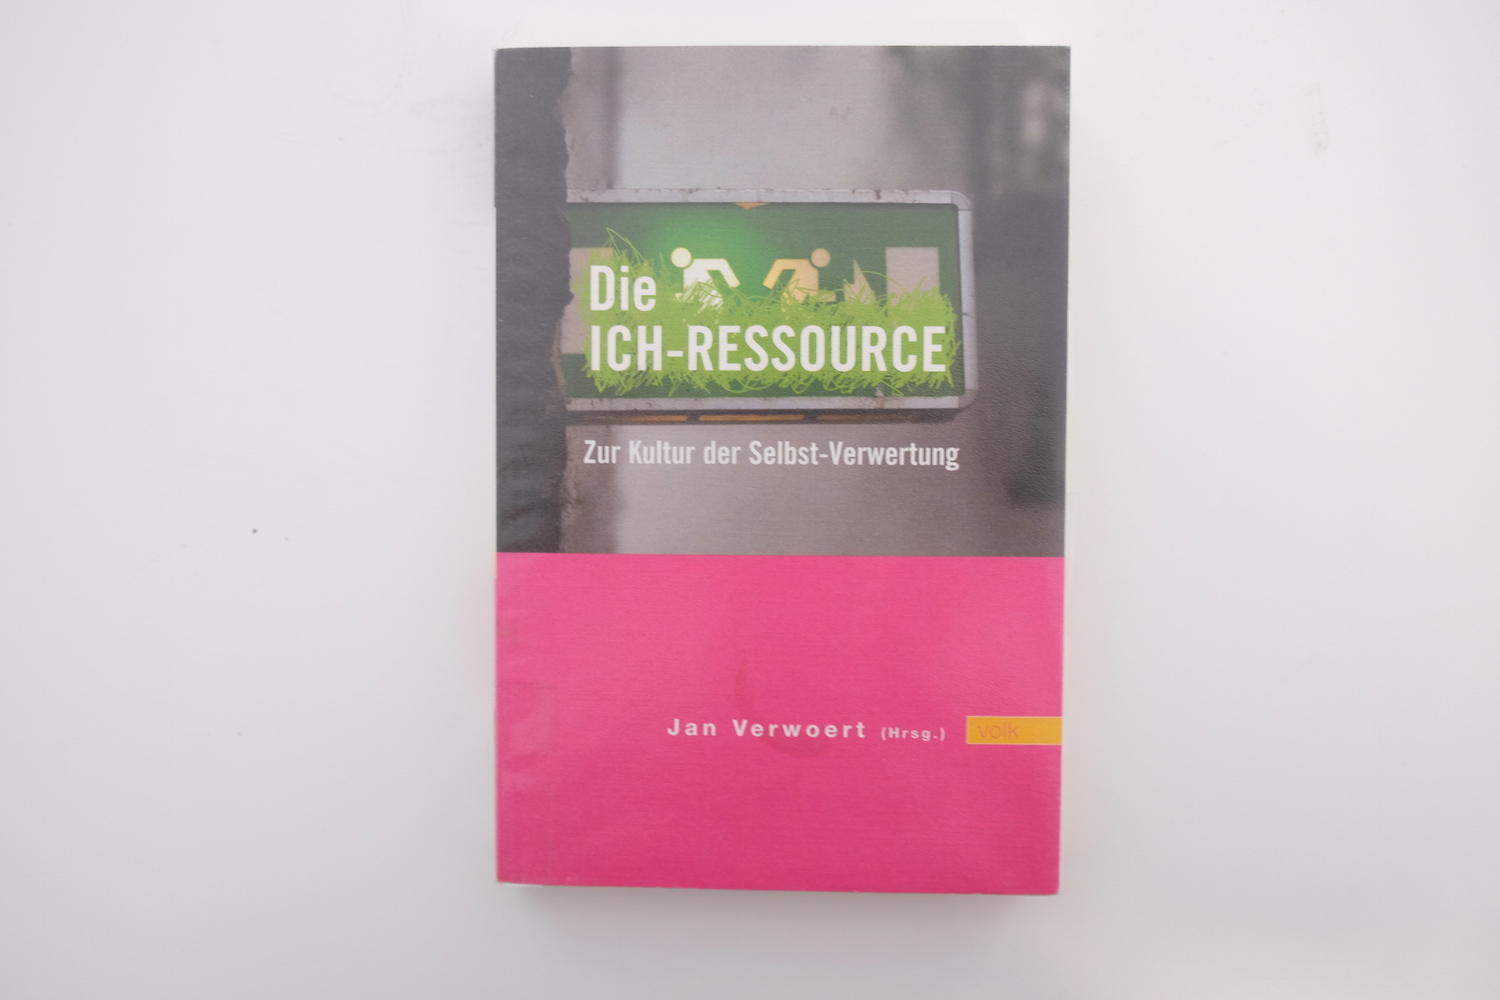 Die
ICH-RESSOURCE
Zur Kultur der Selbst-Verwertung
Jan Verwoert (Hrsg.)
volk